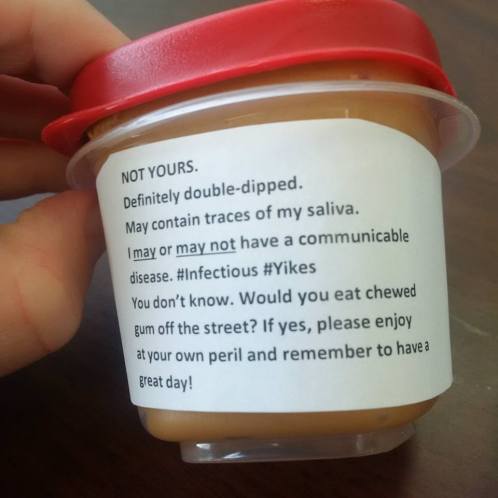 NOT YOURS.
Definitely double-dipped.
May contain traces of my saliva.
I may or may not have a communicable
disease. #Infectious #Yikes
You don't know. Would you eat chewed
gum off the street? If yes, please enjoy
at your own peril and remember to have a
great day!